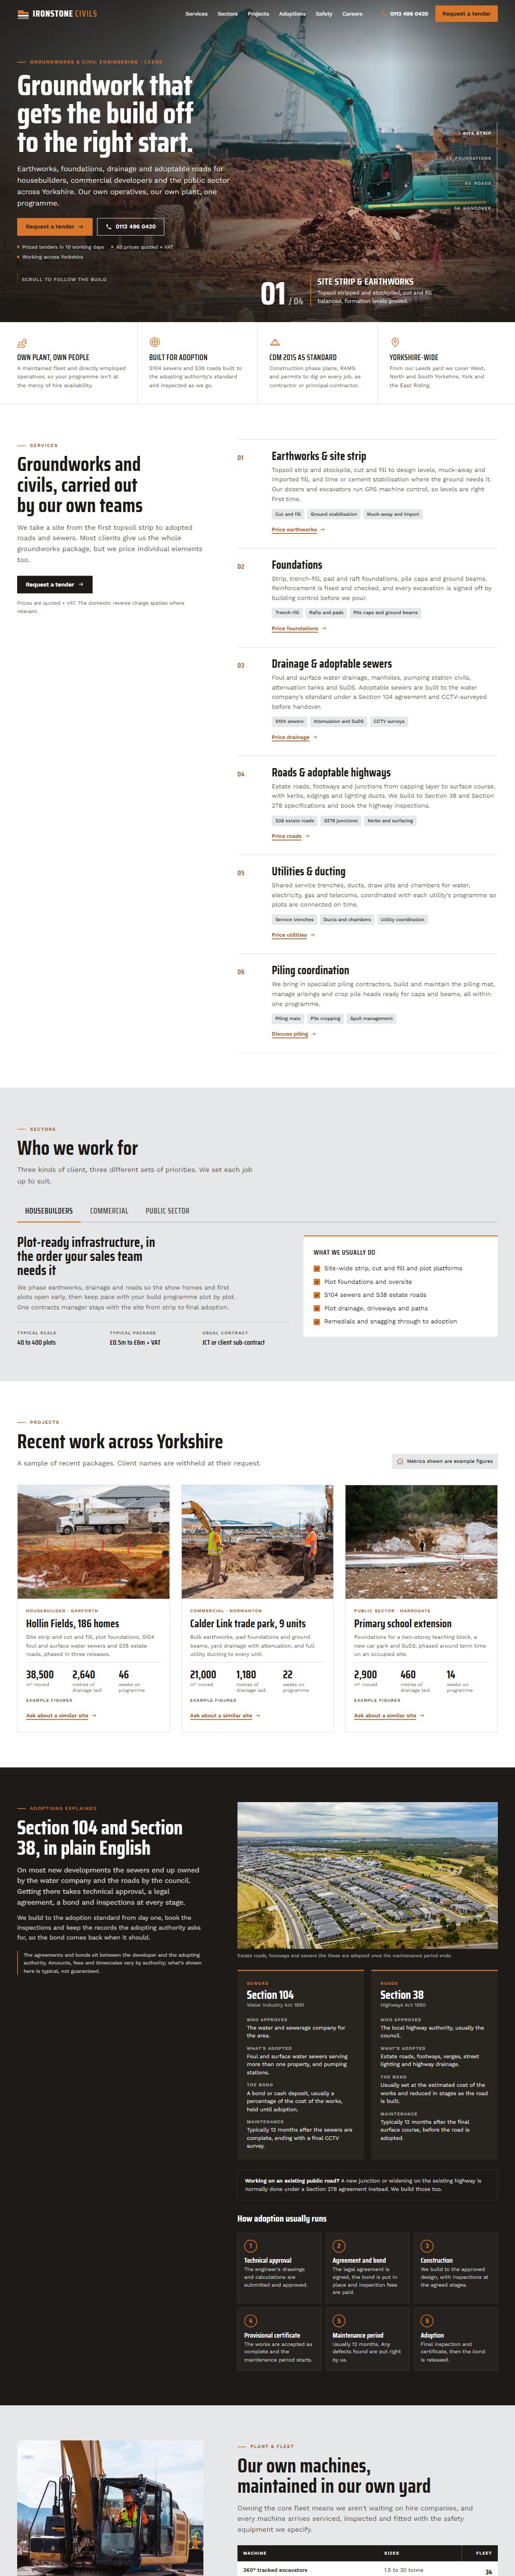 IRONSTONE CIVILS
Services Sectors Projects Adoptions Safety Careers
0113 496 0420
Request a tender
GROUNDWORKS & CIVIL ENGINEERING · LEEDS
Groundwork that
gets the build off
to the right start.
Earthworks, foundations, drainage and adoptable roads for
housebuilders, commercial developers and the public sector
across Yorkshire. Our own operatives, our own plant, one
programme.
Request a tender
0113 496 0420
Priced tenders in 10 working days
All prices quoted + VAT
Working across Yorkshire
SITE STRIP
02 FOUNDATIONS
03 ROADS
04 HANDOVER
SCROLL TO FOLLOW THE BUILD
01 / 04
SITE STRIP & EARTHWORKS
Topsoil stripped and stockpiled, cut and fill
balanced, formation levels proved.
OWN PLANT, OWN PEOPLE
A maintained fleet and directly employed
operatives, so your programme isn't at
the mercy of hire availability.
BUILT FOR ADOPTION
S104 sewers and S38 roads built to
the adopting authority's standard
and inspected as we go.
CDM 2015 AS STANDARD
Construction phase plans, RAMS
and permits to dig on every job, as
contractor or principal contractor.
YORKSHIRE-WIDE
From our Leeds yard we cover West,
North and South Yorkshire, York and
the East Riding.
SERVICES
Groundworks and
civils, carried out
by our own teams
We take a site from the first topsoil strip to adopted
roads and sewers. Most clients give us the whole
groundworks package, but we price individual elements
too.
Request a tender
Prices are quoted + VAT. The domestic reverse charge applies where
relevant.
01
Earthworks & site strip
Topsoil strip and stockpile, cut and fill to design levels, muck-away and
imported fill, and lime or cement stabilisation where the ground needs it.
Our dozers and excavators run GPS machine control, so levels are right
first time.
Cut and fill
Ground stabilisation
Muck-away and import
Price earthworks
02
Foundations
Strip, trench-fill, pad and raft foundations, pile caps and ground beams.
Reinforcement is fixed and checked, and every excavation is signed off by
building control before we pour.
Trench-fill
Rafts and pads
Pile caps and ground beams
Price foundations
03
Drainage & adoptable sewers
Foul and surface water drainage, manholes, pumping station civils,
attenuation tanks and SuDS. Adoptable sewers are built to the water
company's standard under a Section 104 agreement and CCTV-surveyed
before handover.
S104 sewers
Attenuation and SuDS
CCTV surveys
Price drainage
04
Roads & adoptable highways
Estate roads, footways and junctions from capping layer to surface course,
with kerbs, edgings and lighting ducts. We build to Section 38 and Section
278 specifications and book the highway inspections.
S38 estate roads
S278 junctions
Kerbs and surfacing
Price roads
05
Utilities & ducting
Shared service trenches, ducts, draw pits and chambers for water,
electricity, gas and telecoms, coordinated with each utility's programme so
plots are connected on time.
Service trenches
Ducts and chambers
Utility coordination
Price utilities
06
Piling coordination
We bring in specialist piling contractors, build and maintain the piling mat,
manage arisings and crop pile heads ready for caps and beams, all within
one programme.
Piling mats
Pile cropping
Spoil management
Discuss piling
SECTORS
Who we work for
Three kinds of client, three different sets of priorities. We set each job
up to suit.
HOUSEBUILDERS
COMMERCIAL
PUBLIC SECTOR
Plot-ready infrastructure, in
the order your sales team
needs it
We phase earthworks, drainage and roads so the show homes and first
plots open early, then keep pace with your build programme plot by plot.
One contracts manager stays with the site from strip to final adoption.
TYPICAL SCALE
40 to 400 plots
TYPICAL PACKAGE
£0.5m to £6m + VAT
USUAL CONTRACT
JCT or client sub-contract
WHAT WE USUALLY DO
Site-wide strip, cut and fill and plot platforms
Plot foundations and oversite
S104 sewers and S38 estate roads
Plot drainage, driveways and paths
Remedials and snagging through to adoption
PROJECTS
Recent work across Yorkshire
A sample of recent packages. Client names are withheld at their request.
Metrics shown are example figures
HOUSEBUILDER · GARFORTH
Hollin Fields, 186 homes
Site strip and cut and fill, plot foundations, S104
foul and surface water sewers and S38 estate
roads, phased in three releases.
38,500
m³ moved
2,640
metres of
drainage laid
46
weeks on
programme
EXAMPLE FIGURES
Ask about a similar site
COMMERCIAL · NORMANTON
Calder Link trade park, 9 units
Bulk earthworks, pad foundations and ground
beams, yard drainage with attenuation, and full
utility ducting to every unit.
21,000
m³ moved
1,180
metres of
drainage laid
22
weeks on
programme
EXAMPLE FIGURES
Ask about a similar site
PUBLIC SECTOR · HARROGATE
Primary school extension
Foundations for a two-storey teaching block, a
new car park and SuDS, phased around term time
on an occupied site.
2,900
m³ moved
460
metres of
drainage laid
14
weeks on
programme
EXAMPLE FIGURES
Ask about a similar site
ADOPTIONS EXPLAINED
Section 104 and Section
38, in plain English
On most new developments the sewers end up owned
by the water company and the roads by the council.
Getting there takes technical approval, a legal
agreement, a bond and inspections at every stage.
We build to the adoption standard from day one, book the
inspections and keep the records the adopting authority asks
for, so the bond comes back when it should.
The agreements and bonds sit between the developer and the adopting
authority. Amounts, fees and timescales vary by authority; what's shown
here is typical, not guaranteed.
Estate roads, footways and sewers like these are adopted once the maintenance period ends.
SEWERS
Section 104
Water Industry Act 1991
WHO APPROVES
The water and sewerage company for
the area.
WHAT'S ADOPTED
Foul and surface water sewers serving
more than one property, and pumping
stations.
THE BOND
A bond or cash deposit, usually a
percentage of the cost of the works,
held until adoption.
MAINTENANCE
Typically 12 months after the sewers are
complete, ending with a final CCTV
survey.
ROADS
Section 38
Highways Act 1980
WHO APPROVES
The local highway authority, usually the
council.
WHAT'S ADOPTED
Estate roads, footways, verges, street
lighting and highway drainage.
THE BOND
Usually set at the estimated cost of the
works and reduced in stages as the road
is built.
MAINTENANCE
Typically 12 months after the final
surface course, before the road is
adopted.
Working on an existing public road? A new junction or widening on the existing highway is
normally done under a Section 278 agreement instead. We build those too.
How adoption usually runs
1
Technical approval
The engineer's drawings
and calculations are
submitted and approved.
2
Agreement and bond
The legal agreement is
signed, the bond is put in
place and inspection fees
are paid.
3
Construction
We build to the approved
design, with inspections at
the agreed stages.
4
Provisional certificate
The works are accepted as
complete and the
maintenance period starts.
5
Maintenance period
Usually 12 months. Any
defects found are put right
by us.
6
Adoption
Final inspection and
certificate, then the bond
is released.
PLANT & FLEET
Our own machines,
maintained in our own yard
Owning the core fleet means we aren't waiting on hire companies, and
every machine arrives serviced, inspected and fitted with the safety
equipment we specify.
MACHINE SIZES FLEET
360° tracked excavators 1.5 to 30 tonne 34